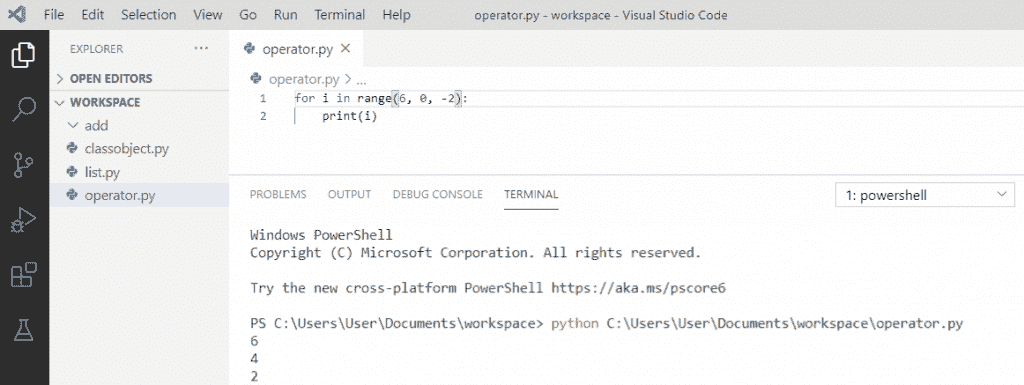 File Edit Selection View Go Run Terminal Help operator.py - workspace - Visual Studio Code
EXPLORER ...
OPEN EDITORS
WORKSPACE
add
classobject.py
list.py
operator.py
operator.py ×
operator.py > ...
1 for i in range(6, 0, -2):
2 print(i)
PROBLEMS OUTPUT DEBUG CONSOLE TERMINAL 1: powershell
Windows PowerShell
Copyright (C) Microsoft Corporation. All rights reserved.
Try the new cross-platform PowerShell https://aka.ms/pscore6
PS C:\Users\User\Documents\workspace> python C:\Users\User\Documents\workspace\operator.py
6
4
2